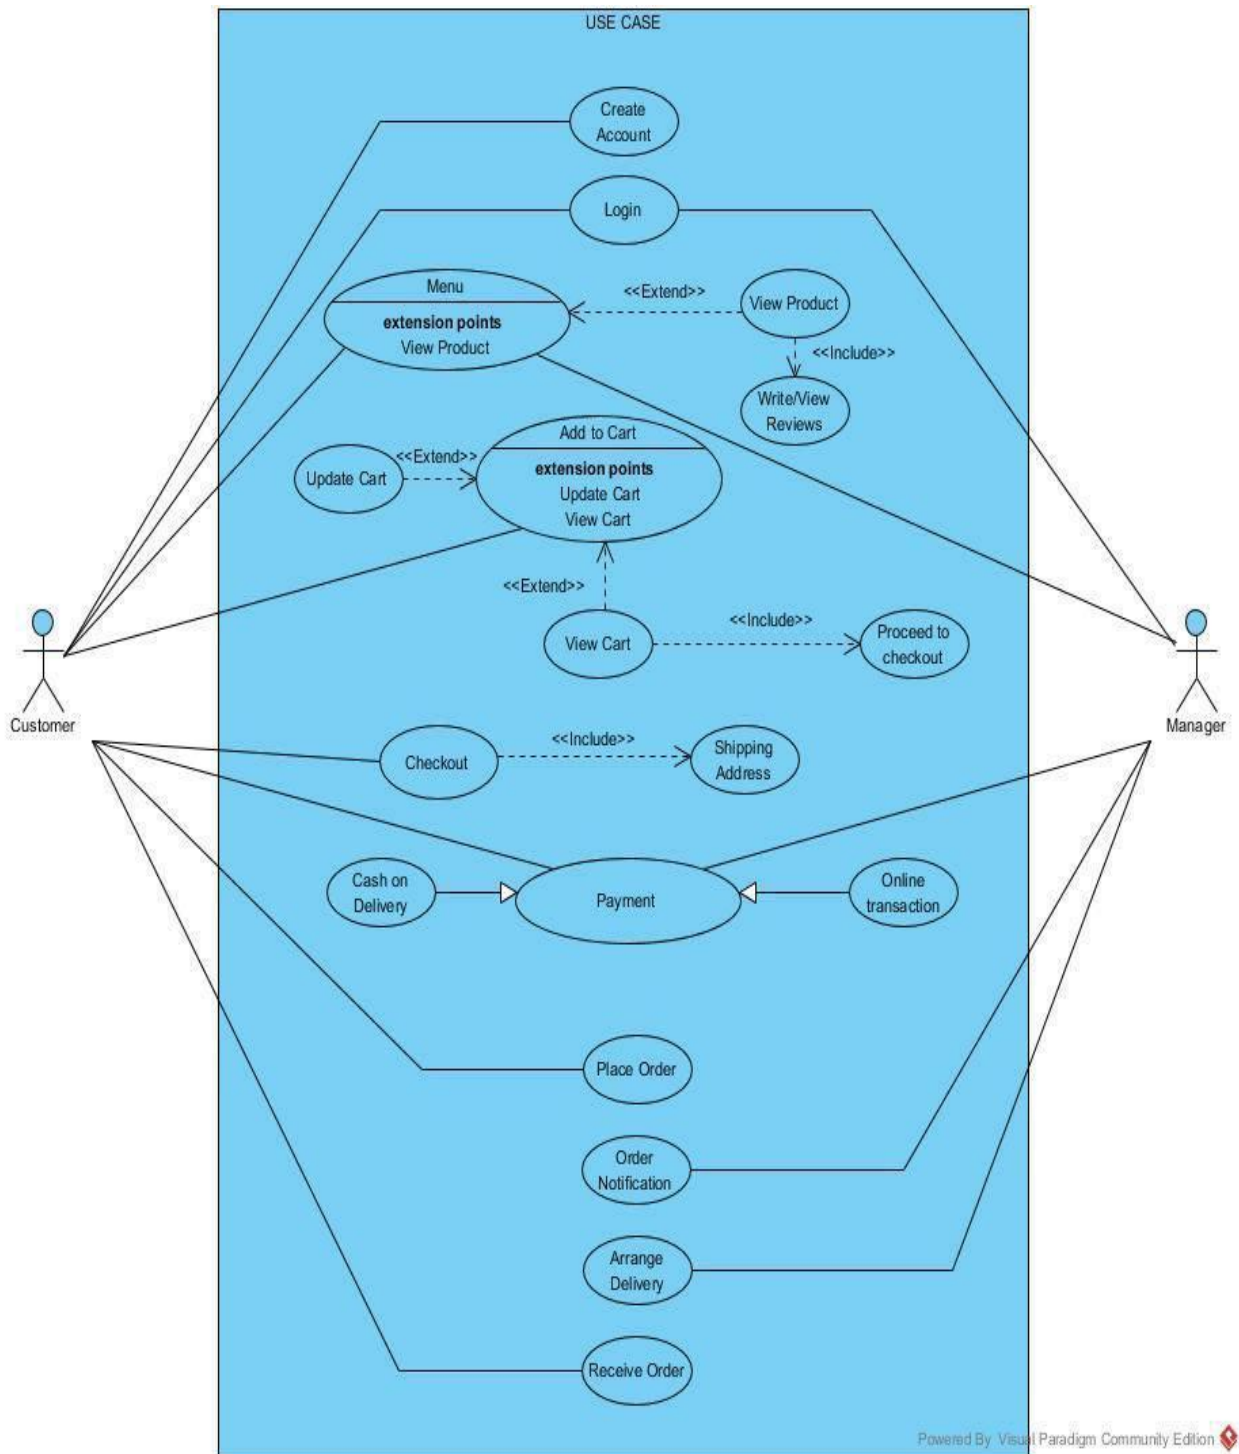 USE CASE
Create
Account
Login
Menu
extension points
View Product
<<Extend>>
View Product
<<Include>>
Write/View
Reviews
Add to Cart
extension points
Update Cart
View Cart
<<Extend>>
Update Cart
<<Extend>>
View Cart
<<Include>>
Proceed to
checkout
Customer
Manager
Checkout
<<Include>>
Shipping
Address
Cash on
Delivery
Payment
Online
transaction
Place Order
Order
Notification
Arrange
Delivery
Receive Order
Powered By Visual Paradigm Community Edition